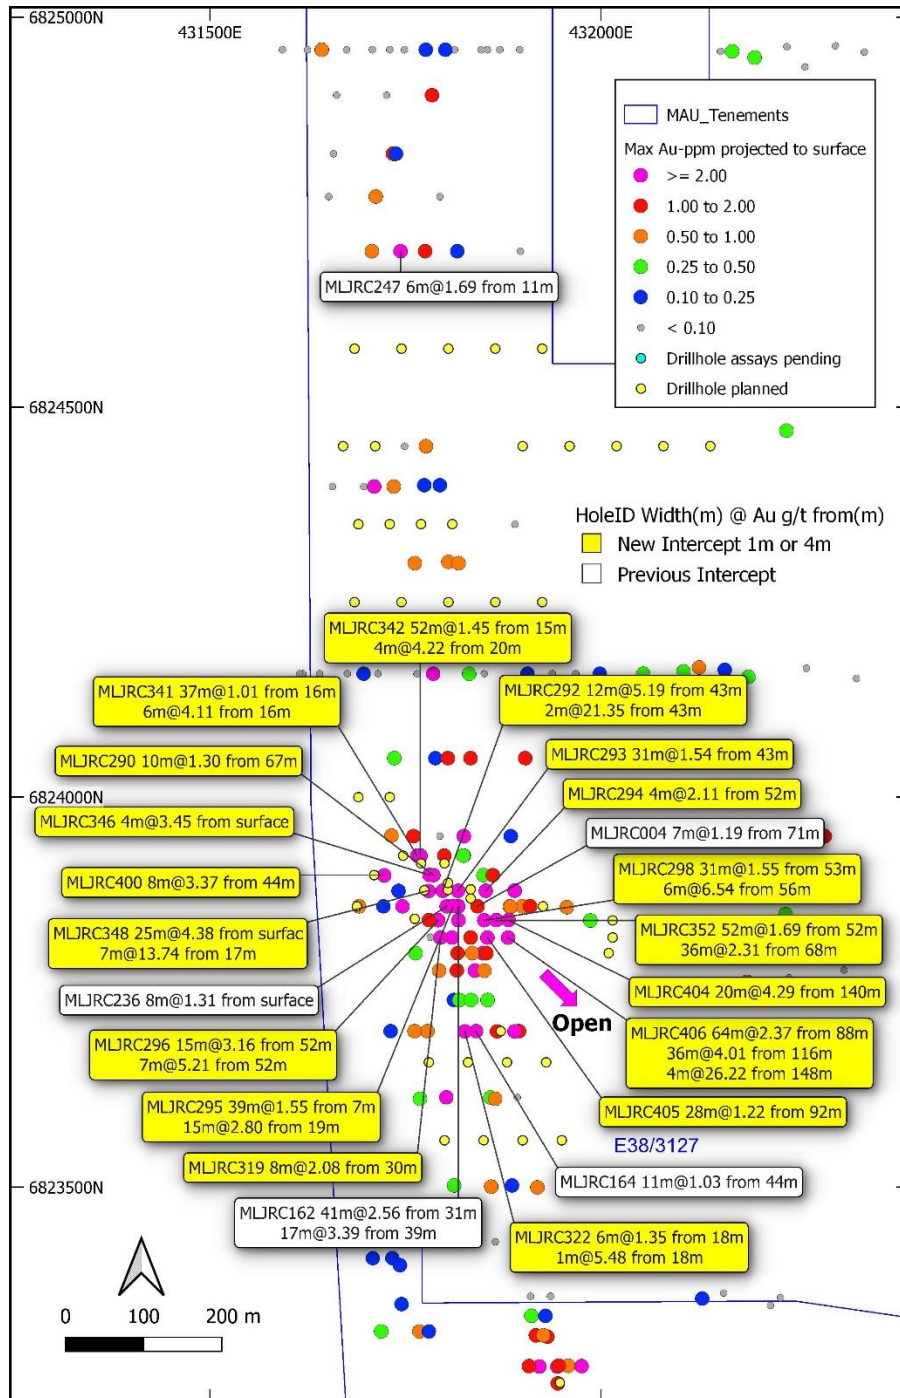 6825000N
431500E
432000E
MAU_Tenements
Max Au-ppm projected to surface
>= 2.00
1.00 to 2.00
0.50 to 1.00
0.25 to 0.50
0.10 to 0.25
< 0.10
Drillhole assays pending
Drillhole planned
MLJRC247 6m@1.69 from 11m
6824500N
HoleID Width(m) @ Au g/t from(m)
New Intercept 1m or 4m
Previous Intercept
MLJRC342 52m@1.45 from 15m
4m@4.22 from 20m
MLJRC341 37m@1.01 from 16m
6m@4.11 from 16m
MLJRC292 12m@5.19 from 43m
2m@21.35 from 43m
MLJRC290 10m@1.30 from 67m
MLJRC293 31m@1.54 from 43m
MLJRC294 4m@2.11 from 52m
6824000N
MLJRC346 4m@3.45 from surface
MLJRC004 7m@1.19 from 71m
MLJRC298 31m@1.55 from 53m
6m@6.54 from 56m
MLJRC400 8m@3.37 from 44m
MLJRC348 25m@4.38 from surfac
7m@13.74 from 17m
MLJRC352 52m@1.69 from 52m
36m@2.31 from 68m
MLJRC404 20m@4.29 from 140m
MLJRC236 8m@1.31 from surface
Open
MLJRC296 15m@3.16 from 52m
7m@5.21 from 52m
MLJRC406 64m@2.37 from 88m
36m@4.01 from 116m
4m@26.22 from 148m
MLJRC295 39m@1.55 from 7m
15m@2.80 from 19m
MLJRC405 28m@1.22 from 92m
E38/3127
MLJRC319 8m@2.08 from 30m
MLJRC164 11m@1.03 from 44m
6823500N
MLJRC162 41m@2.56 from 31m
17m@3.39 from 39m
MLJRC322 6m@1.35 from 18m
1m@5.48 from 18m
0 100 200 m